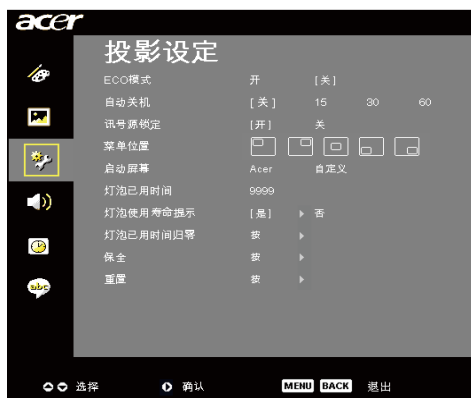 acer
投影设定
ECO模式 开 [关]
自动关机 [关] 15 30 60
讯号源锁定 [开] 关
菜单位置
启动屏幕 Acer 自定义
灯泡已用时间 9999
灯泡使用寿命提示 [是] 否
灯泡已用时间归零 按
保全 按
重置 按
abc
选择 确认 MENU BACK 退出